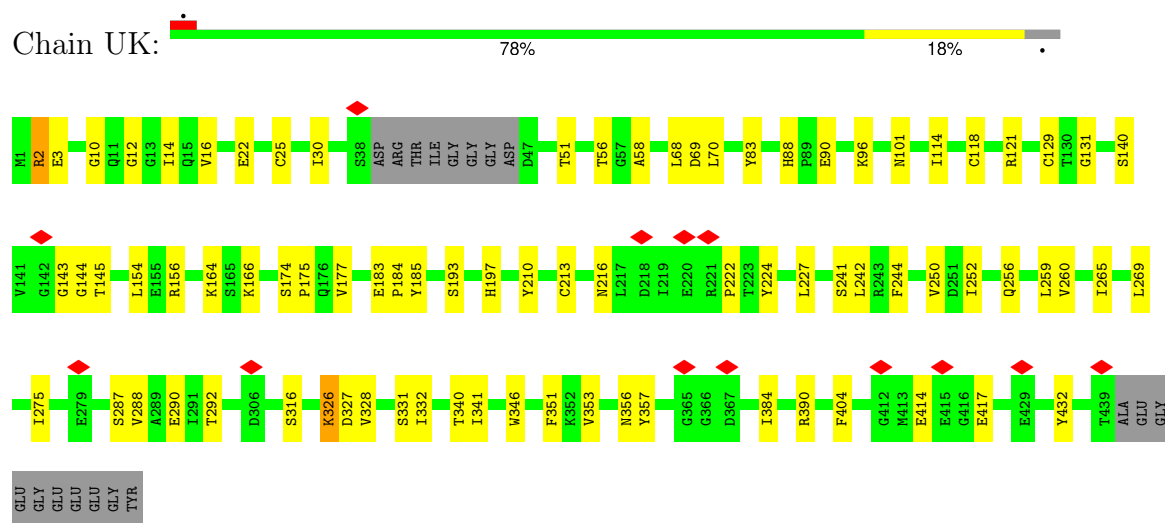 Chain UK:
78% 18%
M1 R2 E3 G10 Q11 G12 G13 I14 Q15 V16 E22 C25 I30 S38 ASP ARG THR ILE GLY GLY GLY ASP D47 T51 T56 G57 A58 L68 D69 L70 Y83 H88 P89 E90 K96 N101 I114 C118 R121 C129 T130 G131 S140
V141 G142 G143 G144 T145 L154 E155 R156 K164 S165 K166 S174 P175 Q176 V177 E183 P184 Y185 S193 H197 Y210 C213 N216 L217 D218 I219 E220 R221 P222 T223 Y224 L227 S241 L242 R243 F244 V250 D251 I252 Q256 L259 V260 I265 L269
I275 E279 S287 V288 A289 E290 I291 T292 D306 S316 K326 D327 V328 S331 I332 T340 I341 W346 F351 K352 V353 N356 Y357 G365 G366 D367 I384 R390 F404 G412 M413 E414 E415 G416 E417 E429 Y432 T439 ALA GLU GLY
GLU GLY GLU GLU GLU GLY TYR